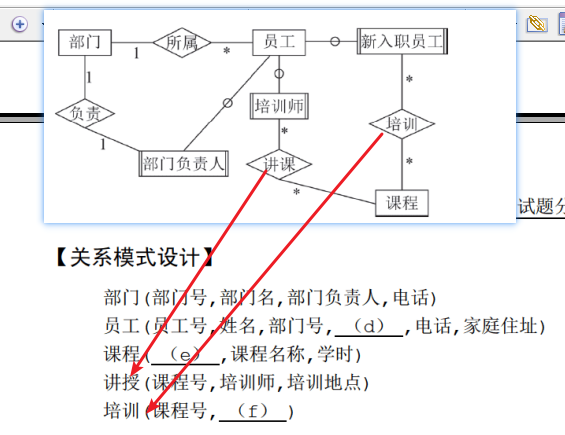 部门 1 所属 * 员工 新入职员工
1 *
负责 培训师 培训
* *
1 部门负责人 讲课
* 课程
试题分
【关系模式设计】
部门(部门号,部门名,部门负责人,电话)
员工(员工号,姓名,部门号,（d）,电话,家庭住址)
课程(（e）,课程名称,学时)
讲授(课程号,培训师,培训地点)
培训(课程号,（f）)